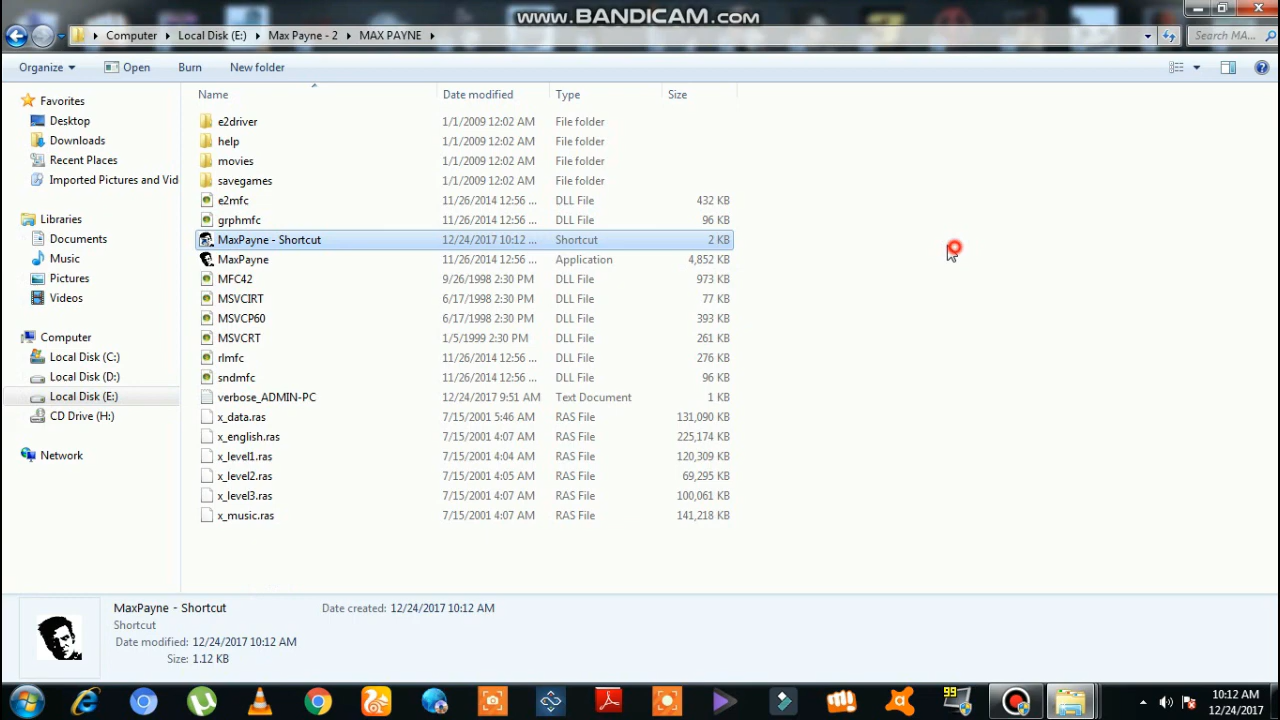 www.BANDICAM.com
Computer Local Disk (E:) Max Payne - 2 MAX PAYNE Search MA...
Organize Open Burn New folder
Name Date modified Type Size
Favorites
Desktop
Downloads
Recent Places
Imported Pictures and Vid
Libraries
Documents
Music
Pictures
Videos
Computer
Local Disk (C:)
Local Disk (D:)
Local Disk (E:)
CD Drive (H:)
Network
e2driver 1/1/2009 12:02 AM File folder
help 1/1/2009 12:02 AM File folder
movies 1/1/2009 12:02 AM File folder
savegames 1/1/2009 12:02 AM File folder
e2mfc 11/26/2014 12:56 ... DLL File 432 KB
grphmfc 11/26/2014 12:56 ... DLL File 96 KB
MaxPayne - Shortcut 12/24/2017 10:12 ... Shortcut 2 KB
MaxPayne 11/26/2014 12:56 ... Application 4,852 KB
MFC42 9/26/1998 2:30 PM DLL File 973 KB
MSVCIRT 6/17/1998 2:30 PM DLL File 77 KB
MSVCP60 6/17/1998 2:30 PM DLL File 393 KB
MSVCRT 1/5/1999 2:30 PM DLL File 261 KB
rlmfc 11/26/2014 12:56 ... DLL File 276 KB
sndmfc 11/26/2014 12:56 ... DLL File 96 KB
verbose_ADMIN-PC 12/24/2017 9:51 AM Text Document 1 KB
x_data.ras 7/15/2001 5:46 AM RAS File 131,090 KB
x_english.ras 7/15/2001 4:07 AM RAS File 225,174 KB
x_level1.ras 7/15/2001 4:04 AM RAS File 120,309 KB
x_level2.ras 7/15/2001 4:05 AM RAS File 69,295 KB
x_level3.ras 7/15/2001 4:07 AM RAS File 100,061 KB
x_music.ras 7/15/2001 4:07 AM RAS File 141,218 KB
MaxPayne - Shortcut Date created: 12/24/2017 10:12 AM
Shortcut
Date modified: 12/24/2017 10:12 AM
Size: 1.12 KB
99
10:12 AM
12/24/2017